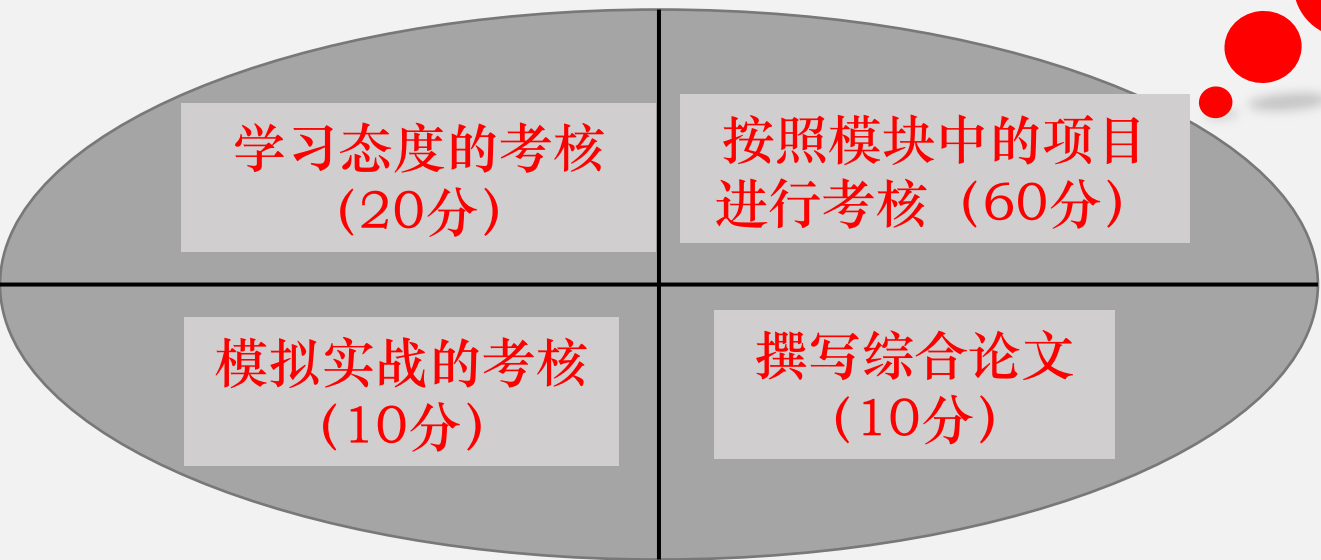 学习态度的考核
（20分）
按照模块中的项目
进行考核（60分）
模拟实战的考核
（10分）
撰写综合论文
（10分）